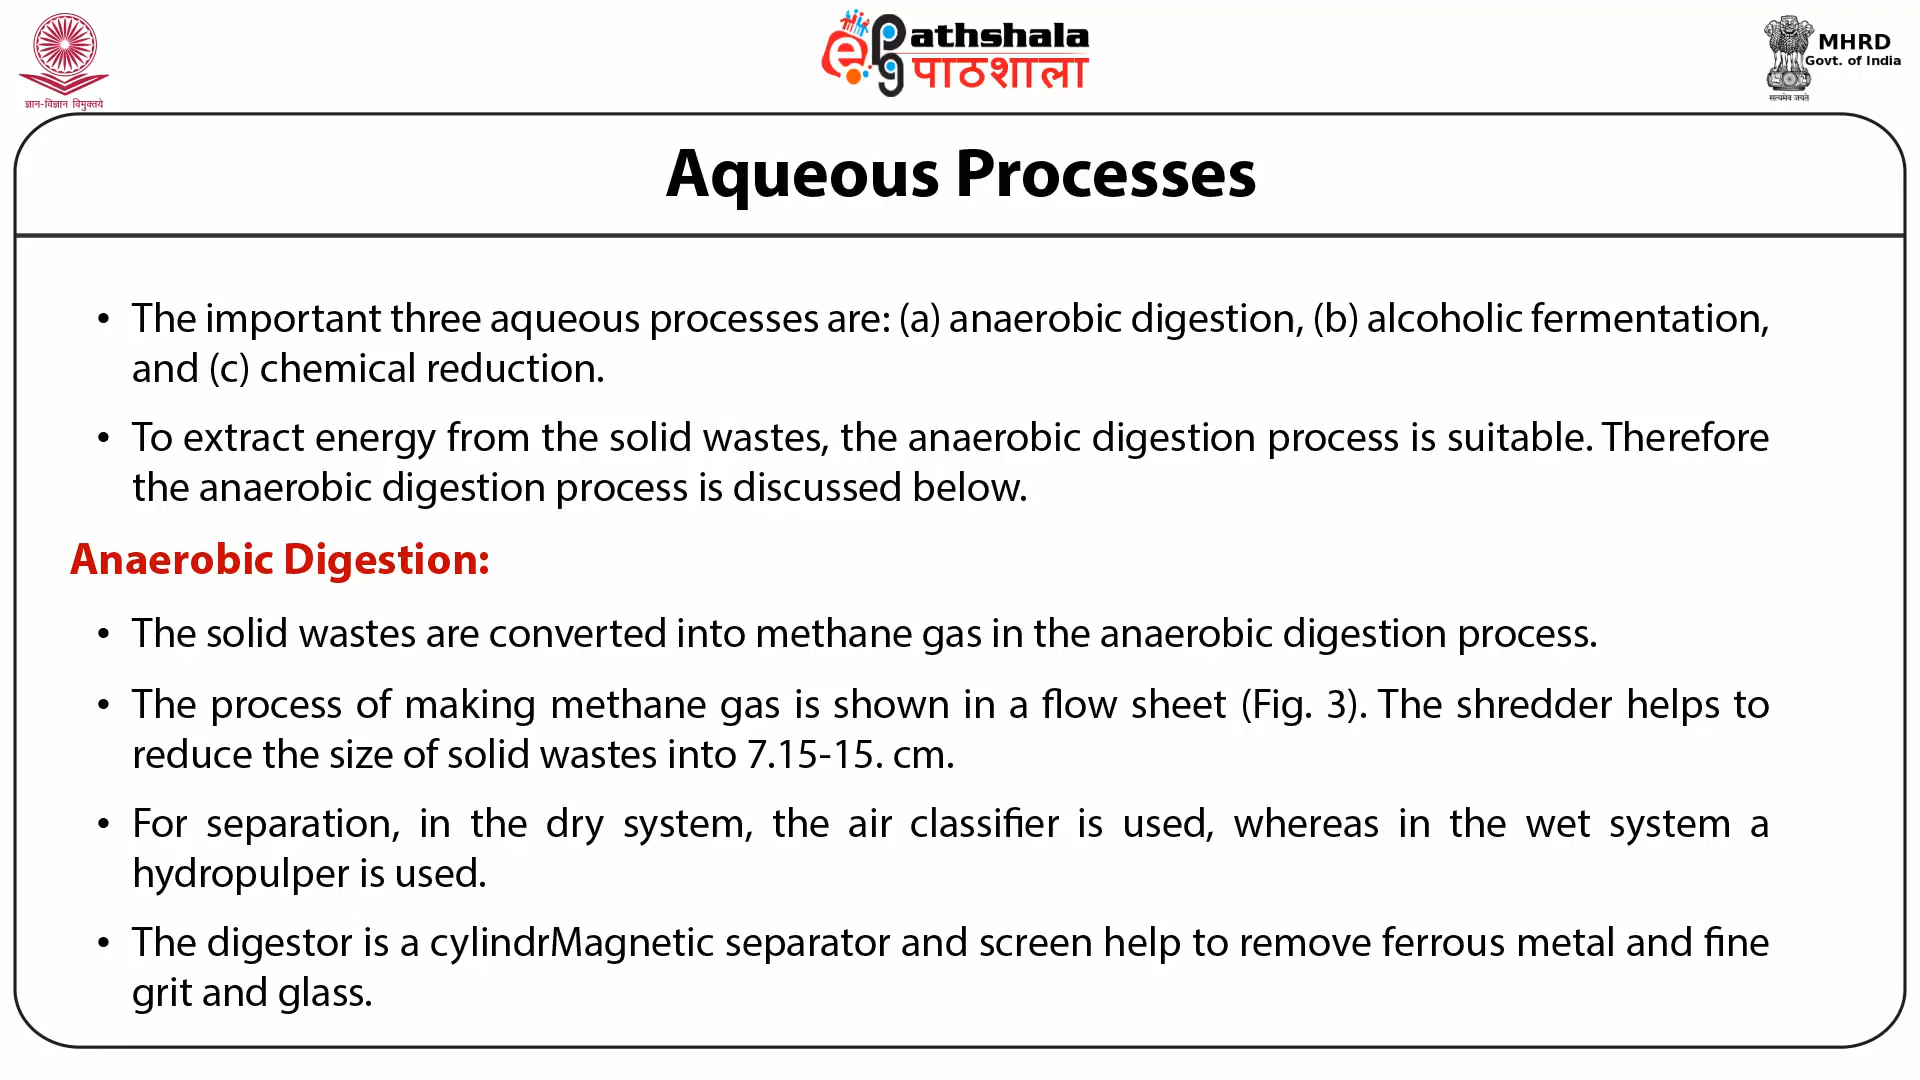 ज्ञान-विज्ञान विमुक्तये
ePathshala
पाठशाला
MHRD
Govt. of India
सत्यमेव जयते
Aqueous Processes
• The important three aqueous processes are: (a) anaerobic digestion, (b) alcoholic fermentation,
and (c) chemical reduction.
• To extract energy from the solid wastes, the anaerobic digestion process is suitable. Therefore
the anaerobic digestion process is discussed below.
Anaerobic Digestion:
• The solid wastes are converted into methane gas in the anaerobic digestion process.
• The process of making methane gas is shown in a flow sheet (Fig. 3). The shredder helps to
reduce the size of solid wastes into 7.15-15. cm.
• For separation, in the dry system, the air classifier is used, whereas in the wet system a
hydropulper is used.
• The digestor is a cylindrMagnetic separator and screen help to remove ferrous metal and fine
grit and glass.